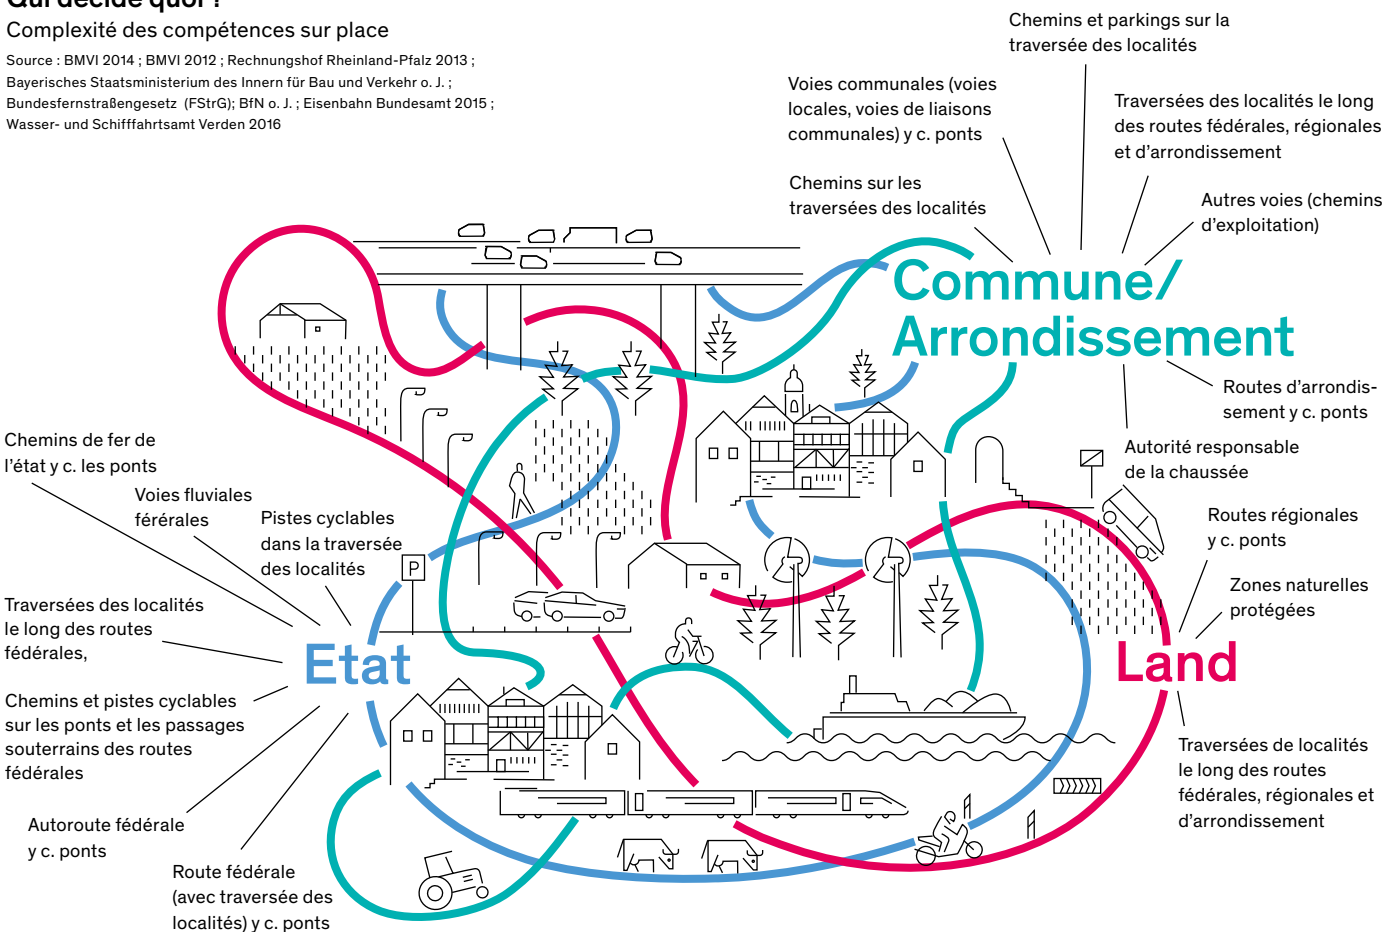 Qui décide quoi ?
Complexité des compétences sur place
Source : BMVI 2014 ; BMVI 2012 ; Rechnungshof Rheinland-Pfalz 2013 ;
Bayerisches Staatsministerium des Innern für Bau und Verkehr o. J. ;
Bundesfernstraßengesetz (FStrG); BfN o. J. ; Eisenbahn Bundesamt 2015 ;
Wasser- und Schifffahrtsamt Verden 2016
Chemins et parkings sur la
traversée des localités
Voies communales (voies
locales, voies de liaisons
communales) y c. ponts
Traversées des localités le long
des routes fédérales, régionales
et d’arrondissement
Chemins sur les
traversées des localités
Autres voies (chemins
d’exploitation)
Commune/
Arrondissement
Routes d’arrondis-
sement y c. ponts
Autorité responsable
de la chaussée
Chemins de fer de
l’état y c. les ponts
Voies fluviales
férérales
Pistes cyclables
dans la traversée
des localités
P
Traversées des localités
le long des routes
fédérales,
Etat
Chemins et pistes cyclables
sur les ponts et les passages
souterrains des routes
fédérales
Autoroute fédérale
y c. ponts
Route fédérale
(avec traversée des
localités) y c. ponts
Routes régionales
y c. ponts
Zones naturelles
protégées
Land
Traversées de localités
le long des routes
fédérales, régionales et
d’arrondissement